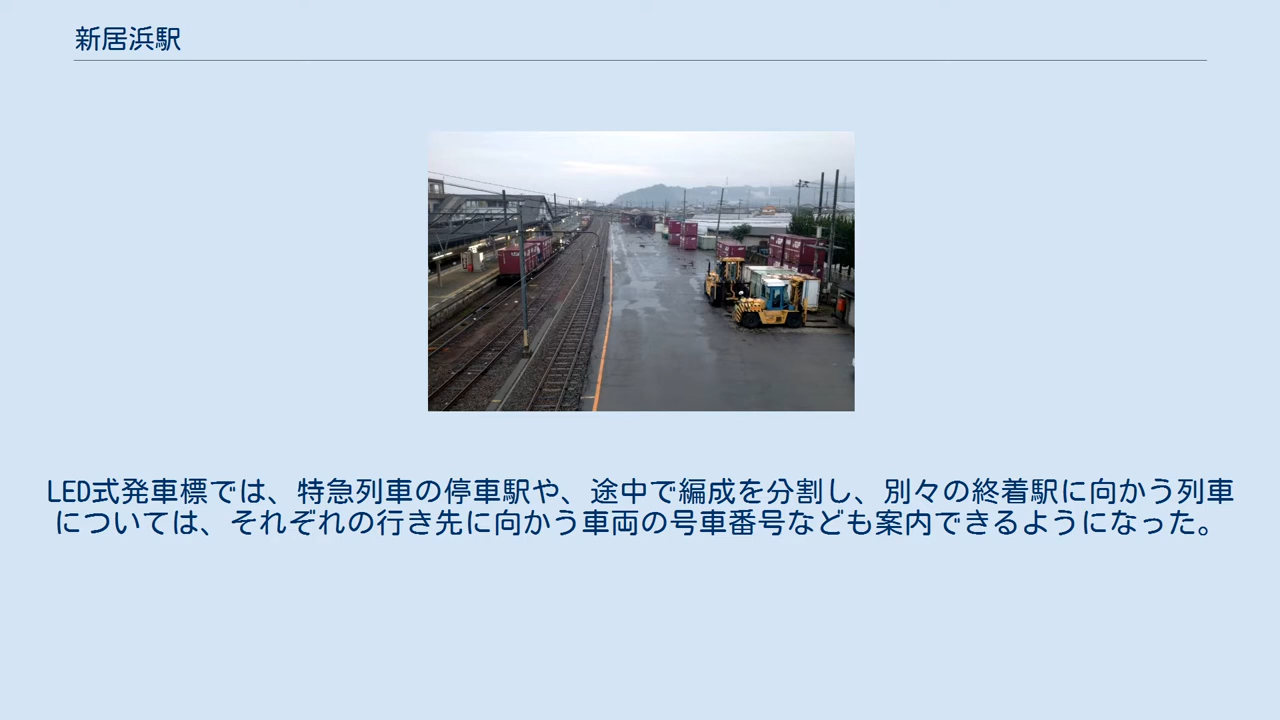 新居浜駅
LED式発車標では、特急列車の停車駅や、途中で編成を分割し、別々の終着駅に向かう列車
については、それぞれの行き先に向かう車両の号車番号なども案内できるようになった。